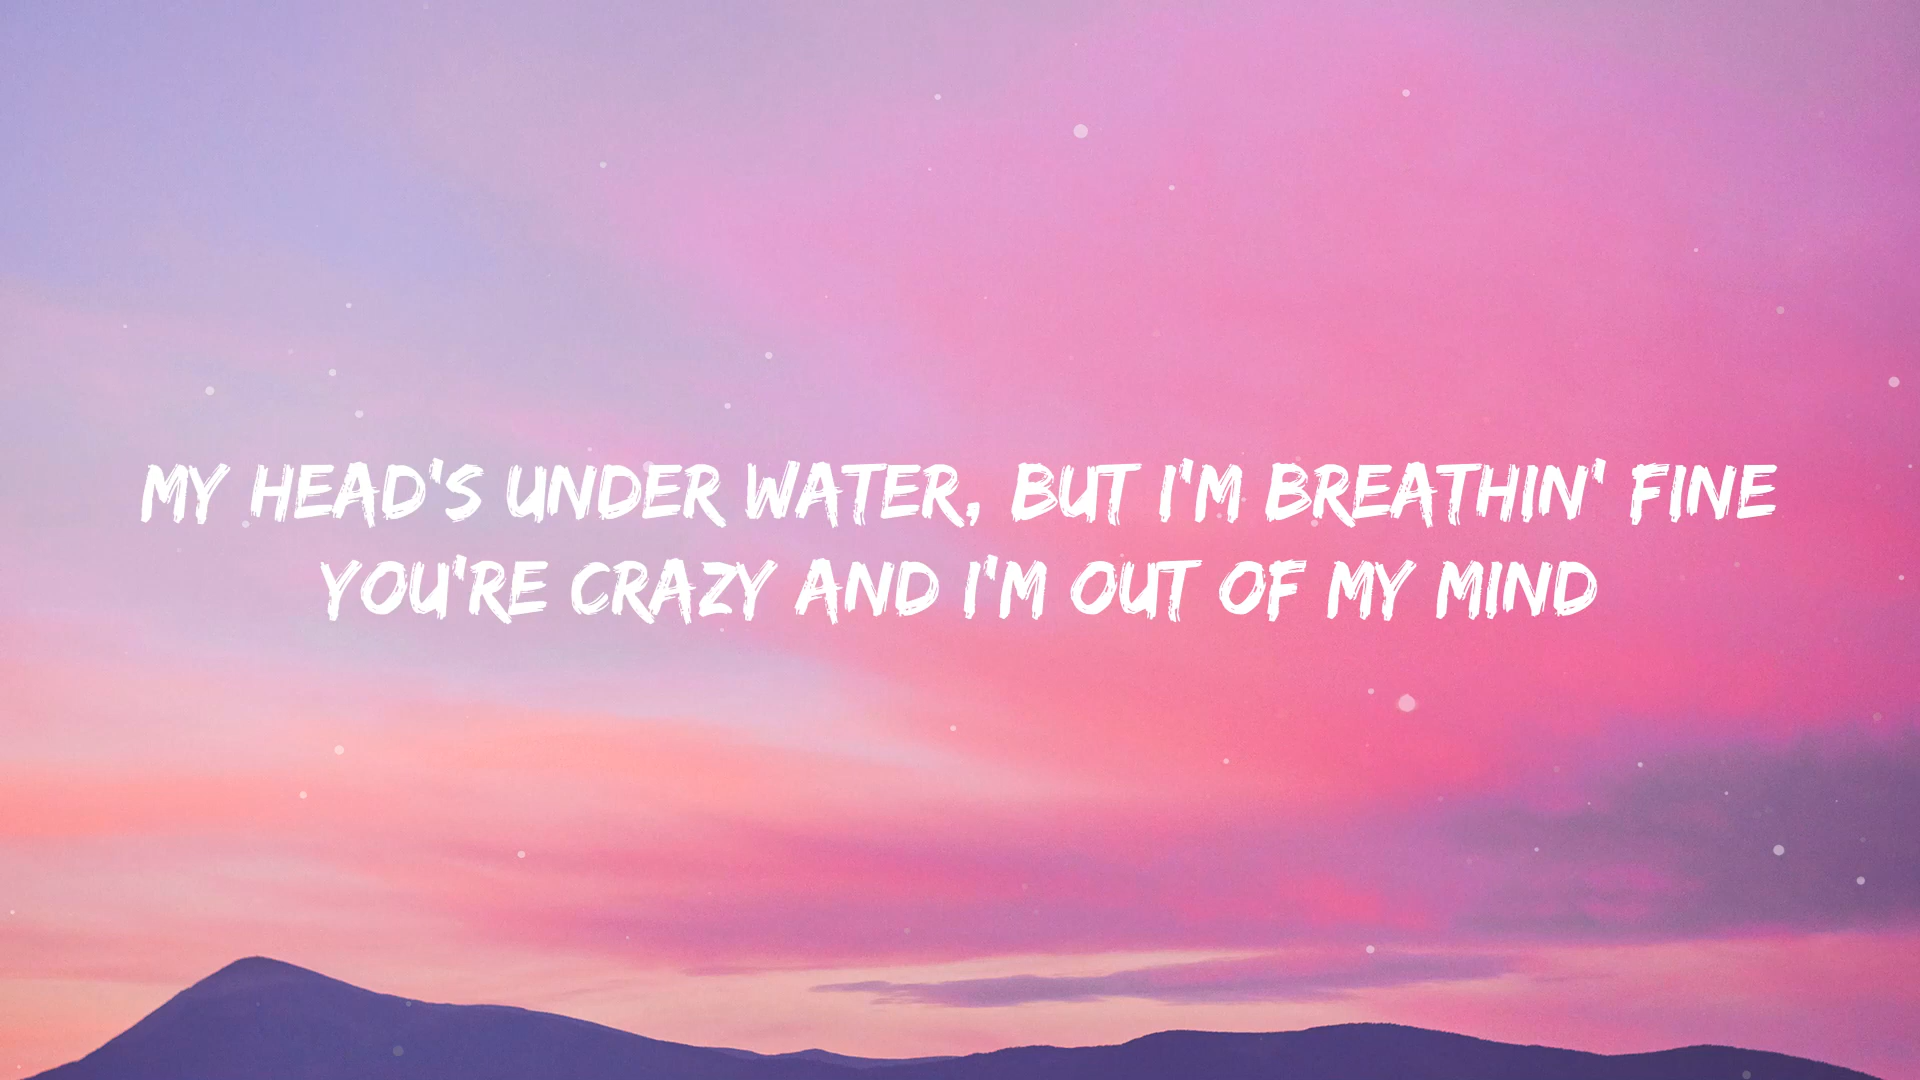 MY HEAD'S UNDER WATER, BUT I'M BREATHIN' FINE
YOU'RE CRAZY AND I'M OUT OF MY MIND